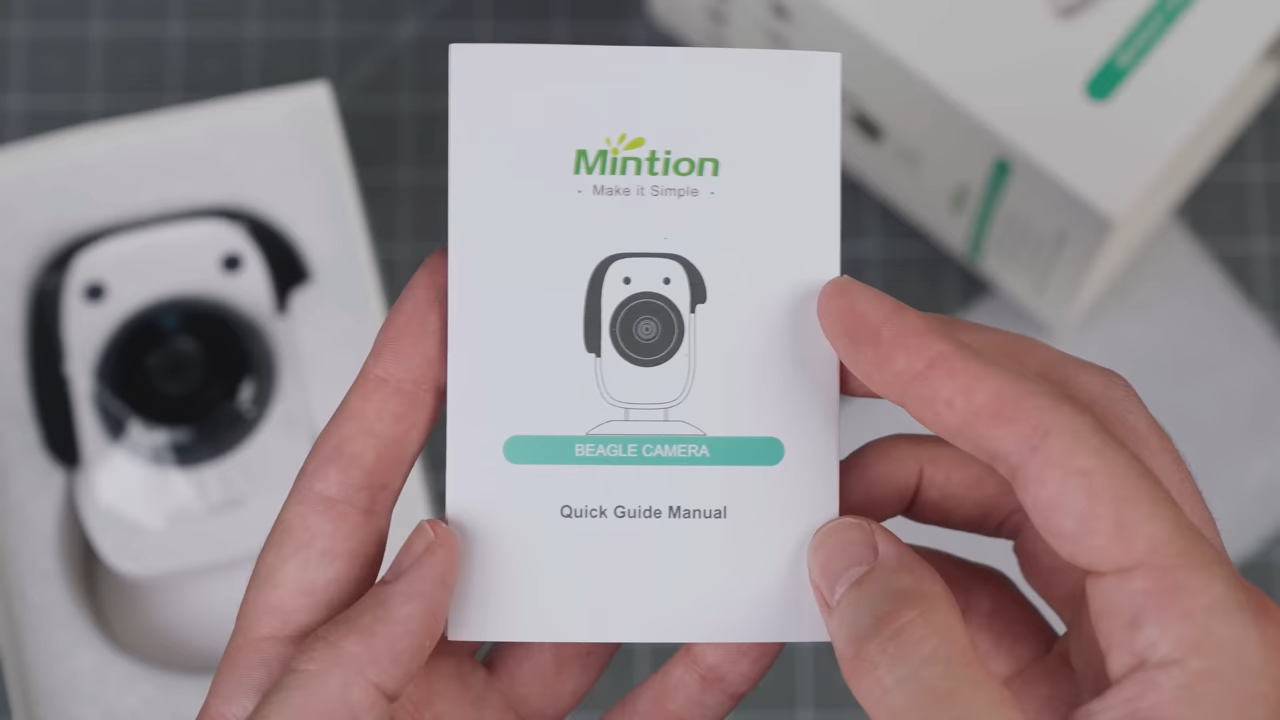 Mintion
- Make it Simple -
BEAGLE CAMERA
Quick Guide Manual